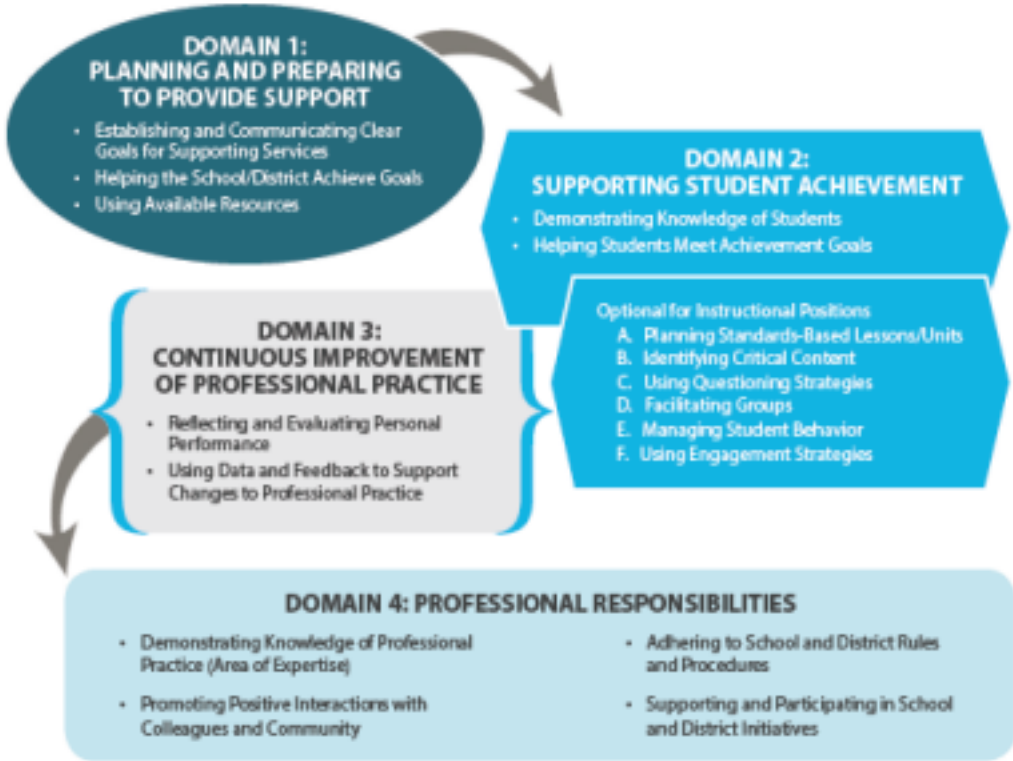 DOMAIN 1:
PLANNING AND PREPARING
TO PROVIDE SUPPORT
• Establishing and Communicating Clear
Goals for Supporting Services
• Helping the School/District Achieve Goals
• Using Available Resources
DOMAIN 2:
SUPPORTING STUDENT ACHIEVEMENT
• Demonstrating Knowledge of Students
• Helping Students Meet Achievement Goals
Optional for Instructional Positions
A. Planning Standards-Based Lessons/Units
B. Identifying Critical Content
C. Using Questioning Strategies
D. Facilitating Groups
E. Managing Student Behavior
F. Using Engagement Strategies
DOMAIN 3:
CONTINUOUS IMPROVEMENT
OF PROFESSIONAL PRACTICE
• Reflecting and Evaluating Personal
Performance
• Using Data and Feedback to Support
Changes to Professional Practice
DOMAIN 4: PROFESSIONAL RESPONSIBILITIES
• Demonstrating Knowledge of Professional
Practice (Area of Expertise)
• Promoting Positive Interactions with
Colleagues and Community
• Adhering to School and District Rules
and Procedures
• Supporting and Participating in School
and District Initiatives